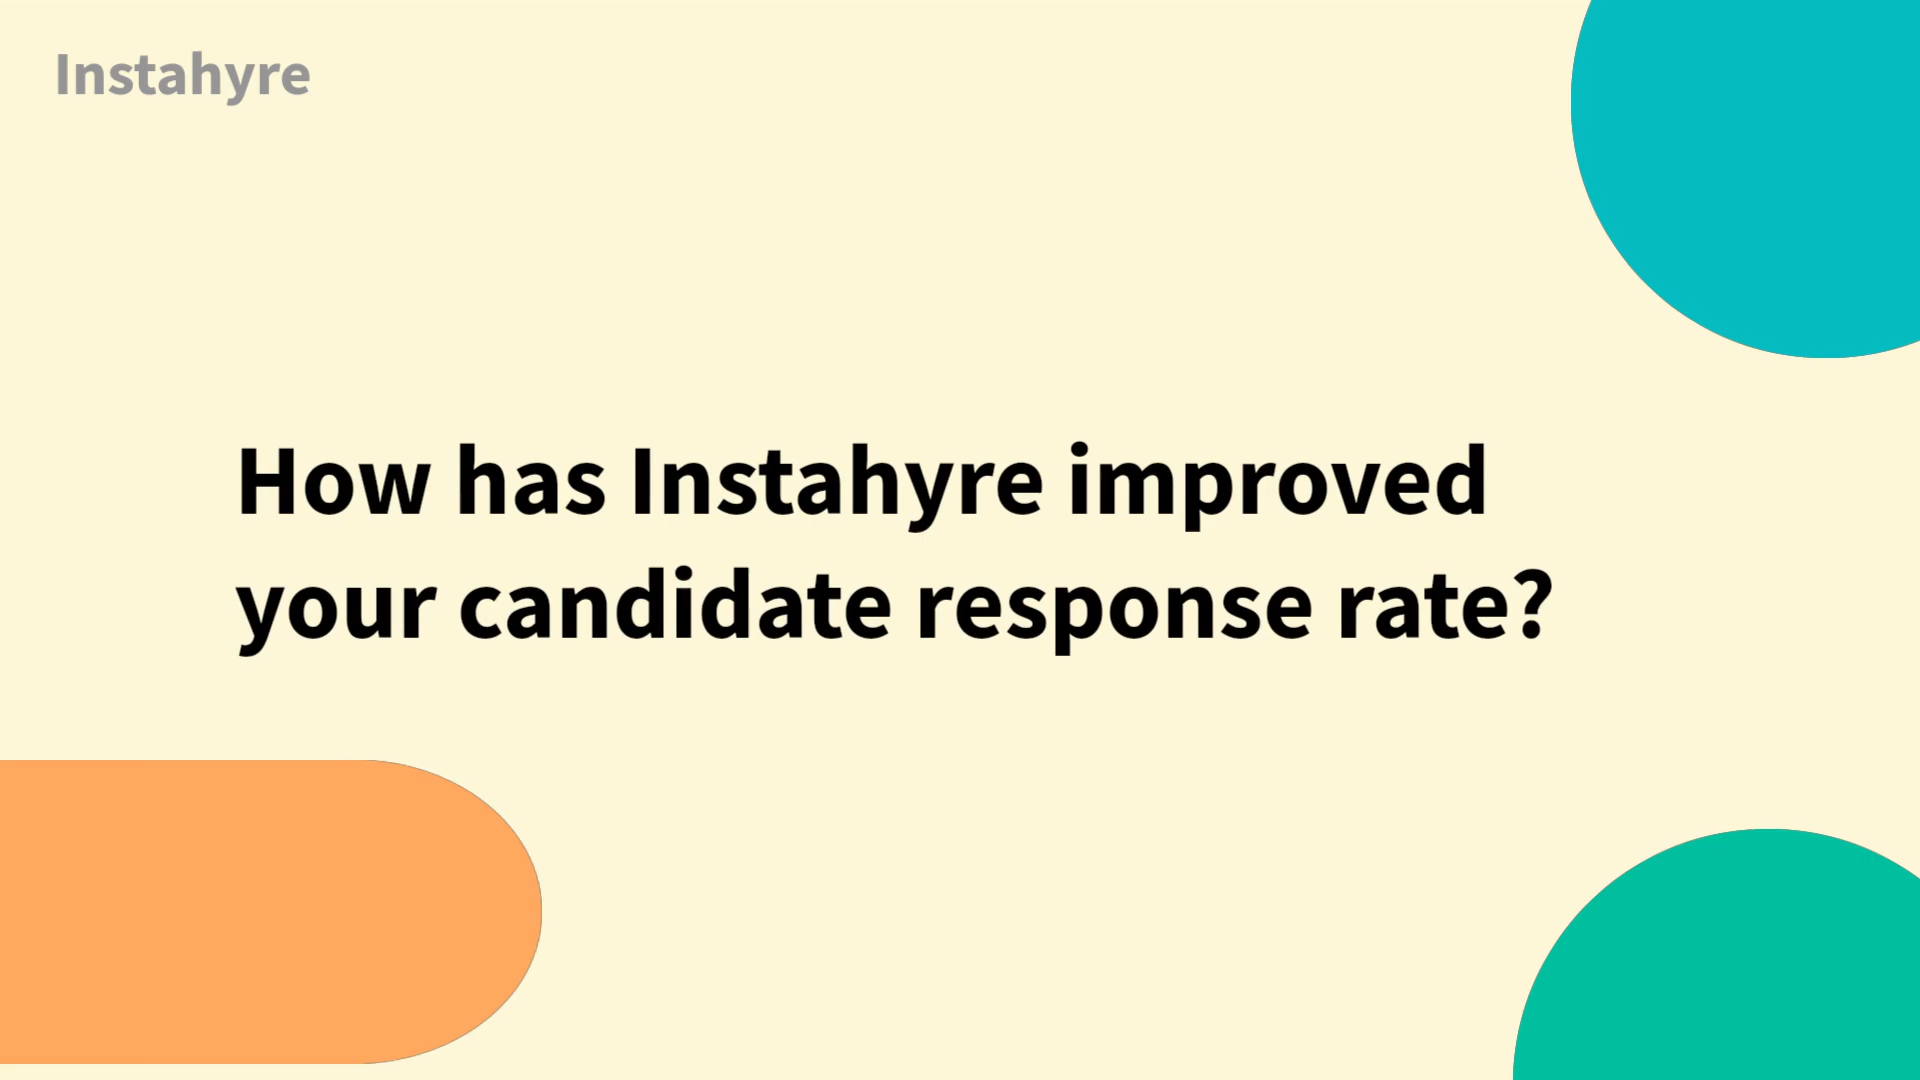 Instahyre
How has Instahyre improved
your candidate response rate?